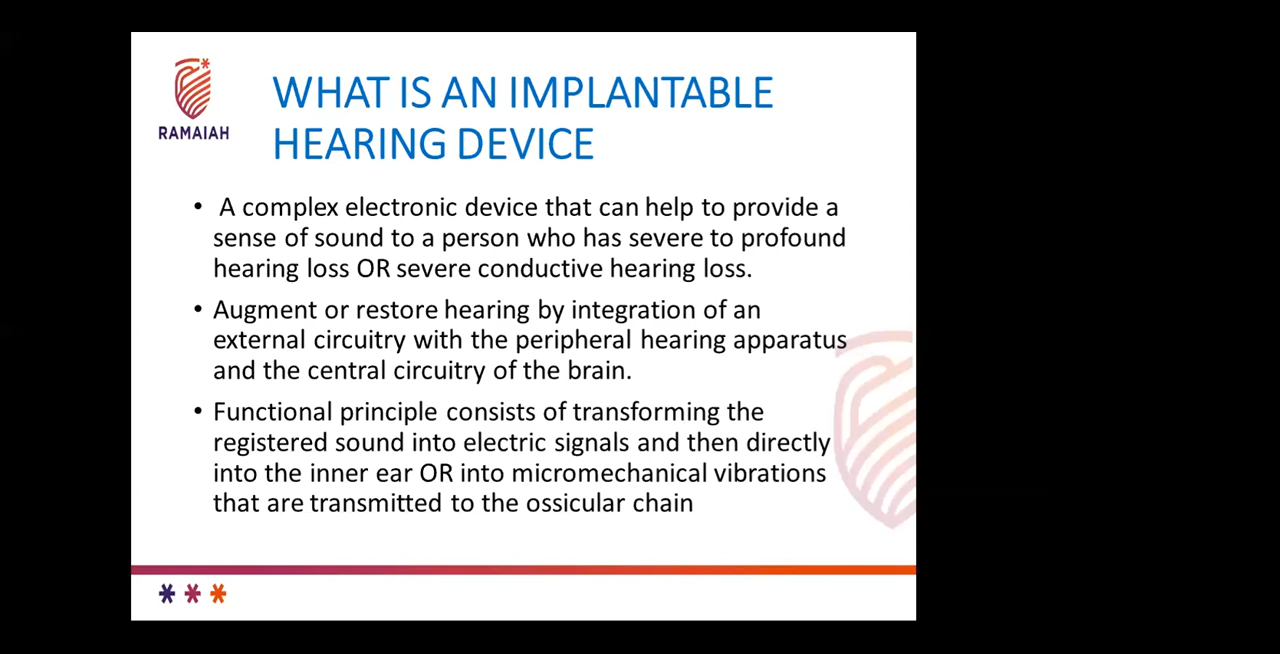 RAMAIAH
WHAT IS AN IMPLANTABLE
HEARING DEVICE
• A complex electronic device that can help to provide a
sense of sound to a person who has severe to profound
hearing loss OR severe conductive hearing loss.
• Augment or restore hearing by integration of an
external circuitry with the peripheral hearing apparatus
and the central circuitry of the brain.
• Functional principle consists of transforming the
registered sound into electric signals and then directly
into the inner ear OR into micromechanical vibrations
that are transmitted to the ossicular chain